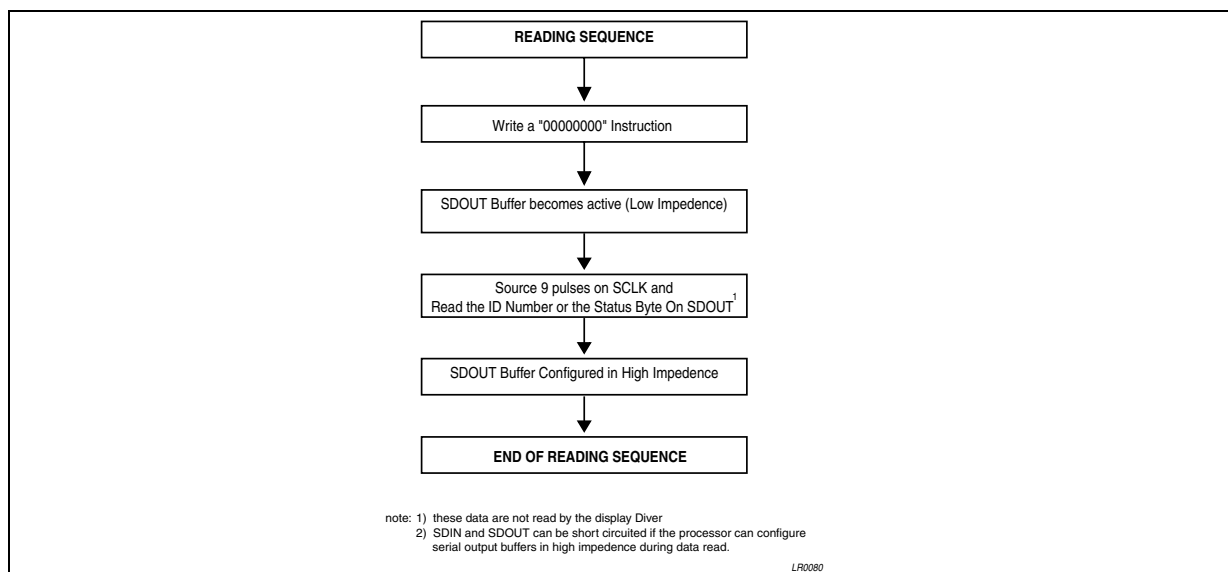 READING SEQUENCE
Write a "00000000" Instruction
SDOUT Buffer becomes active (Low Impedence)
Source 9 pulses on SCLK and
Read the ID Number or the Status Byte On SDOUT1
SDOUT Buffer Configured in High Impedence
END OF READING SEQUENCE
note: 1) these data are not read by the display Diver
2) SDIN and SDOUT can be short circuited if the processor can configure
serial output buffers in high impedence during data read.
LR0080